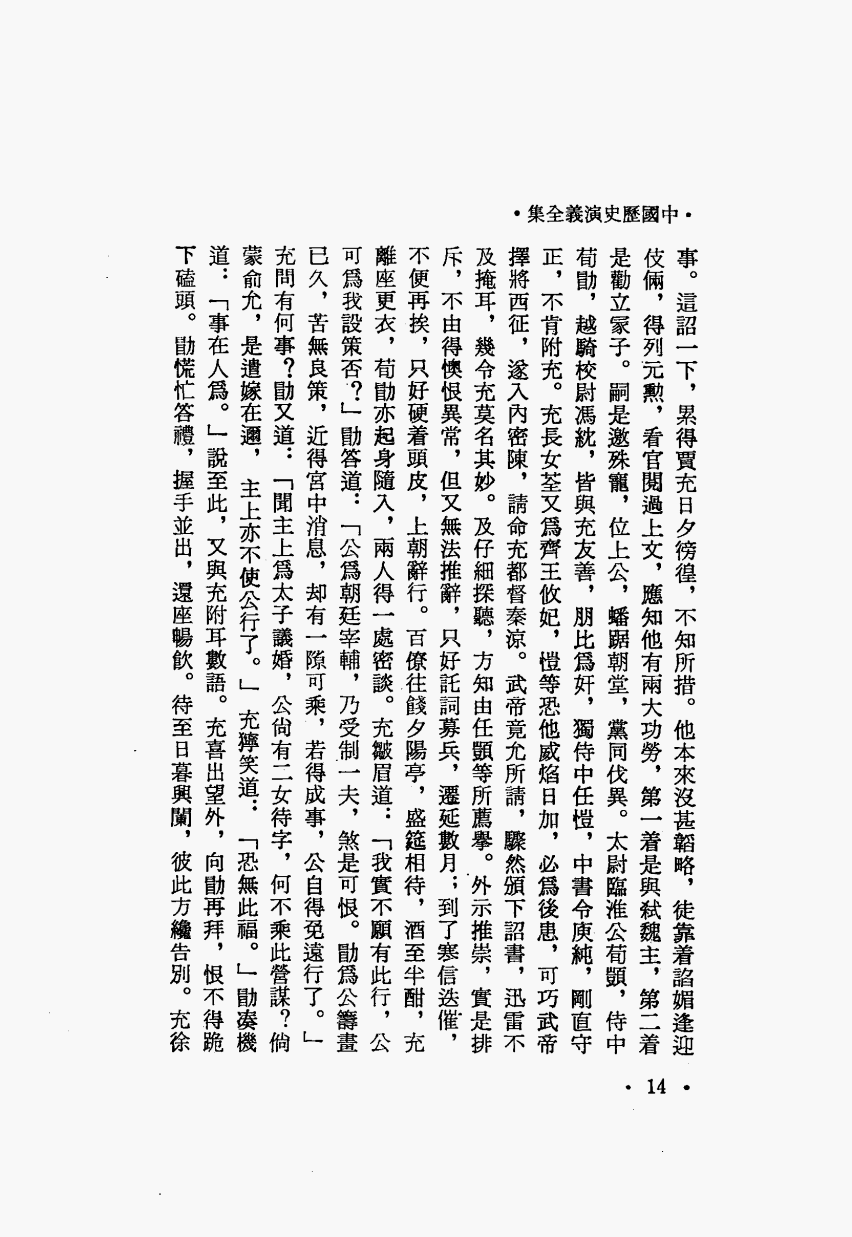 ・中國歷史演義全集・
事。這詔一下，累得賈充日夕徬徨，不知所措。他本來沒甚韜略，徒靠着諂媚逢迎
伎倆，得列元勳，看官閱過上文，應知他有兩大功勞，第一着是與弒魏主，第二着
是勸立冢子。嗣是邀殊寵，位上公，蟠踞朝堂，黨同伐異。太尉臨淮公荀顗，侍中
荀勖，越騎校尉馮紞，皆與充友善，朋比爲奸，獨侍中任愷，中書令庾純，剛直守
正，不肯附充。充長女荃又爲齊王攸妃，愷等恐他威焰日加，必爲後患，可巧武帝
擇將西征，遂入內密陳，請命充都督秦涼。武帝竟允所請，驟然頒下詔書，迅雷不
及掩耳，幾令充莫名其妙。及仔細探聽，方知由任顗等所薦擧。外示推崇，實是排
斥，不由得懊恨異常，但又無法推辭，只好託詞募兵，遷延數月；到了寒信迭催，
不便再挨，只好硬着頭皮，上朝辭行。百僚往餞夕陽亭，盛筵相待，酒至半酣，充
離座更衣，荀勖亦起身隨入，兩人得一處密談。充皺眉道：「我實不願有此行，公
可爲我設策否？」勖答道：「公爲朝廷宰輔，乃受制一夫，煞是可恨。勖爲公籌畫
已久，苦無良策，近得宮中消息，却有一隙可乘，若得成事，公自得免遠行了。」
充問有何事？勖又道：「聞主上爲太子議婚，公尙有二女待字，何不乘此營謀？倘
蒙俞允，是遣嫁在邇，主上亦不使公行了。」充獰笑道：「恐無此福。」勖湊機
道：「事在人爲。」說至此，又與充附耳數語。充喜出望外，向勖再拜，恨不得跪
下磕頭。勖慌忙答禮，握手並出，還座暢飮。待至日暮興闌，彼此方纔告別。充徐
・14・